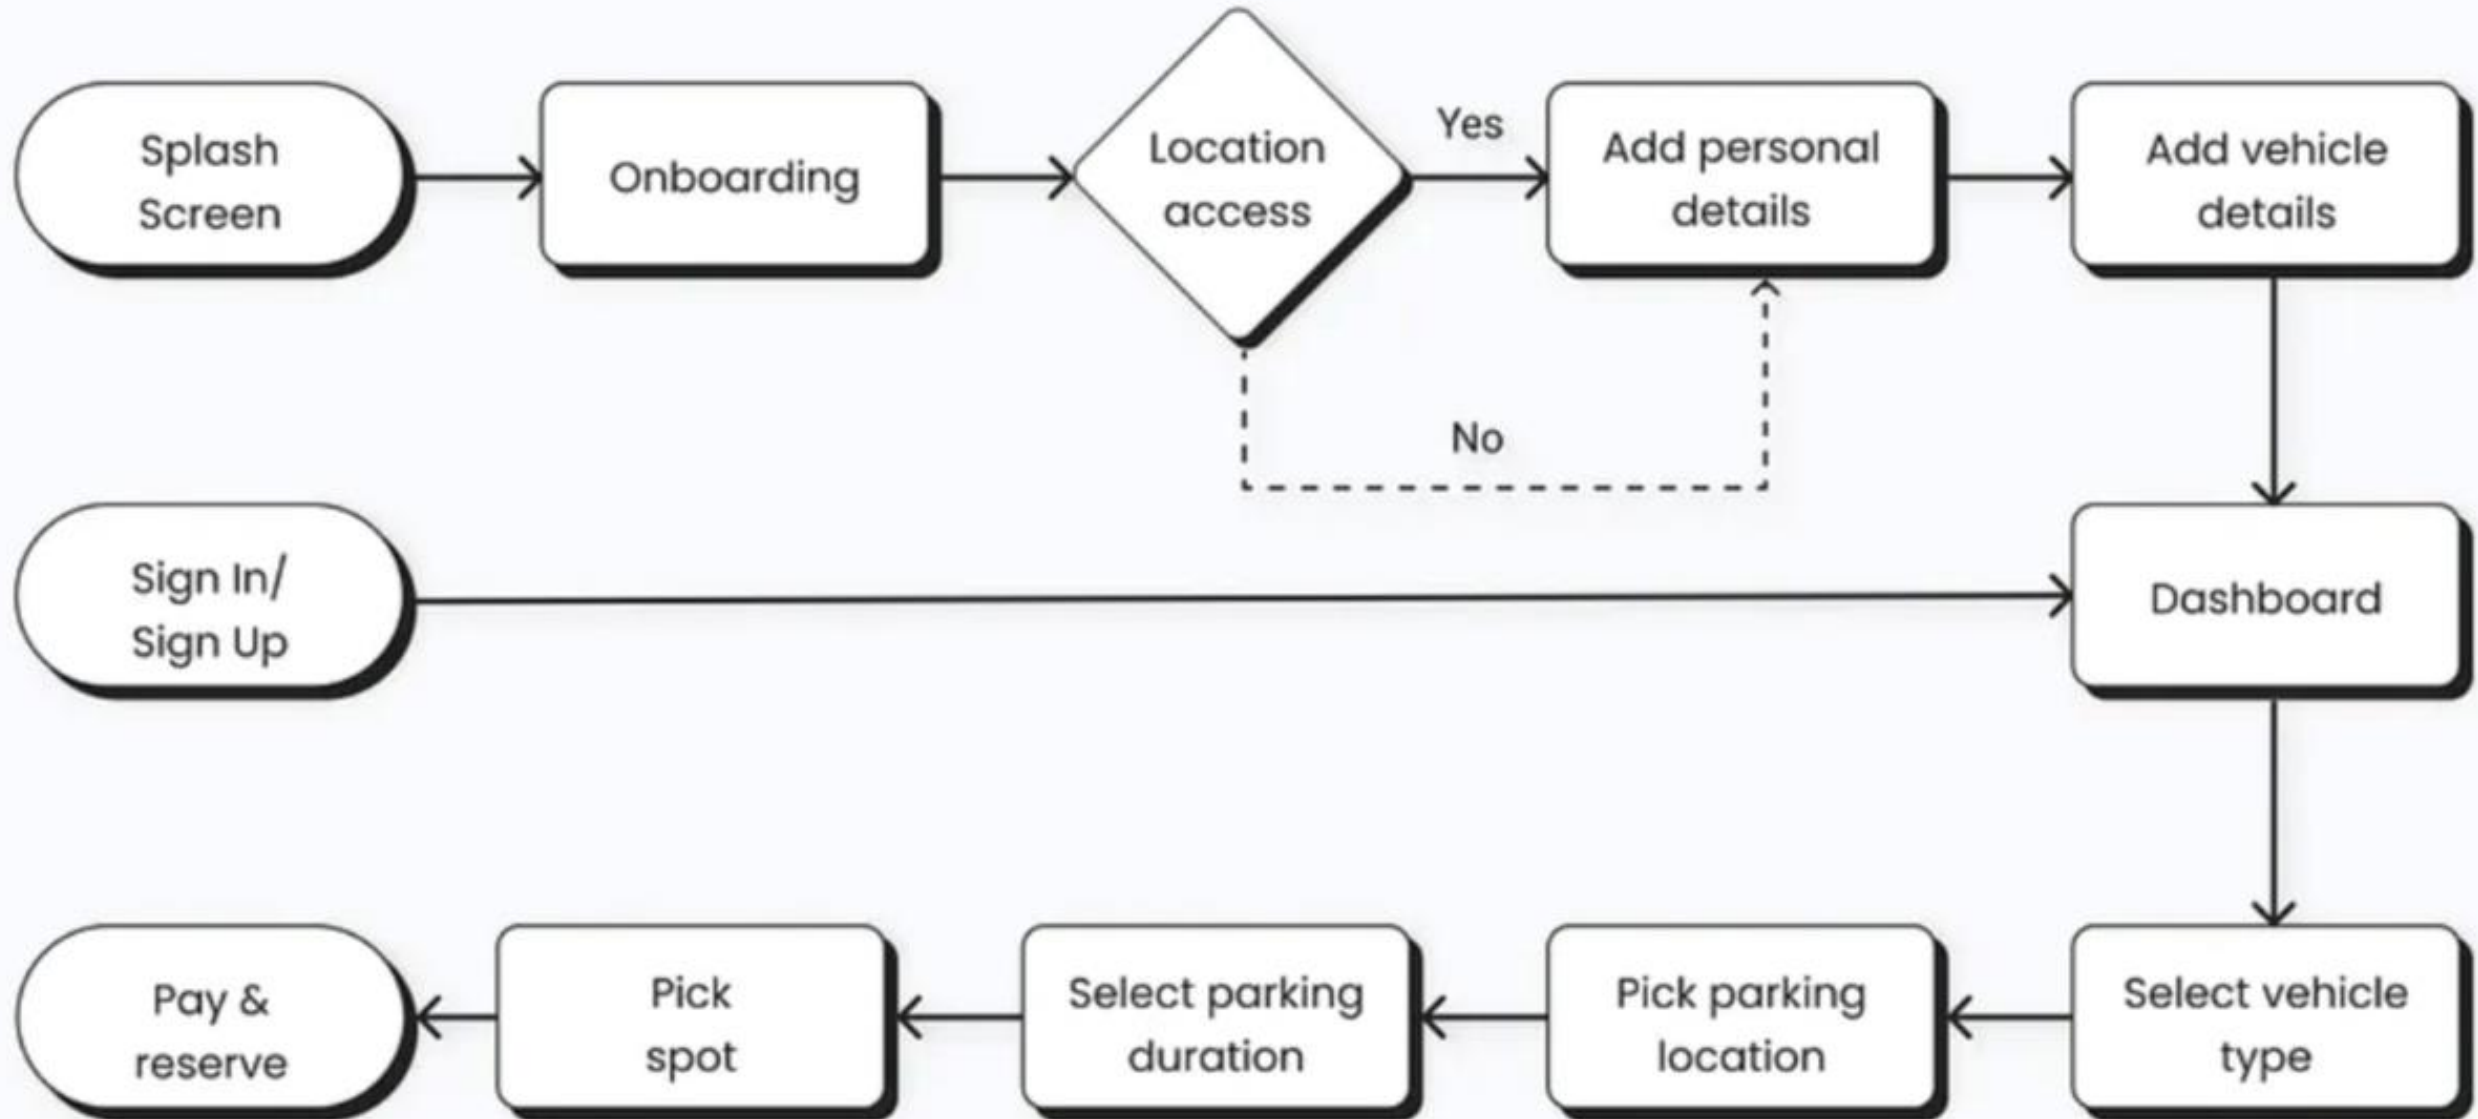 Splash
Screen
Onboarding
Location
access
Yes
Add personal
details
Add vehicle
details
No
Sign In/
Sign Up
Dashboard
Pay &
reserve
Pick
spot
Select parking
duration
Pick parking
location
Select vehicle
type